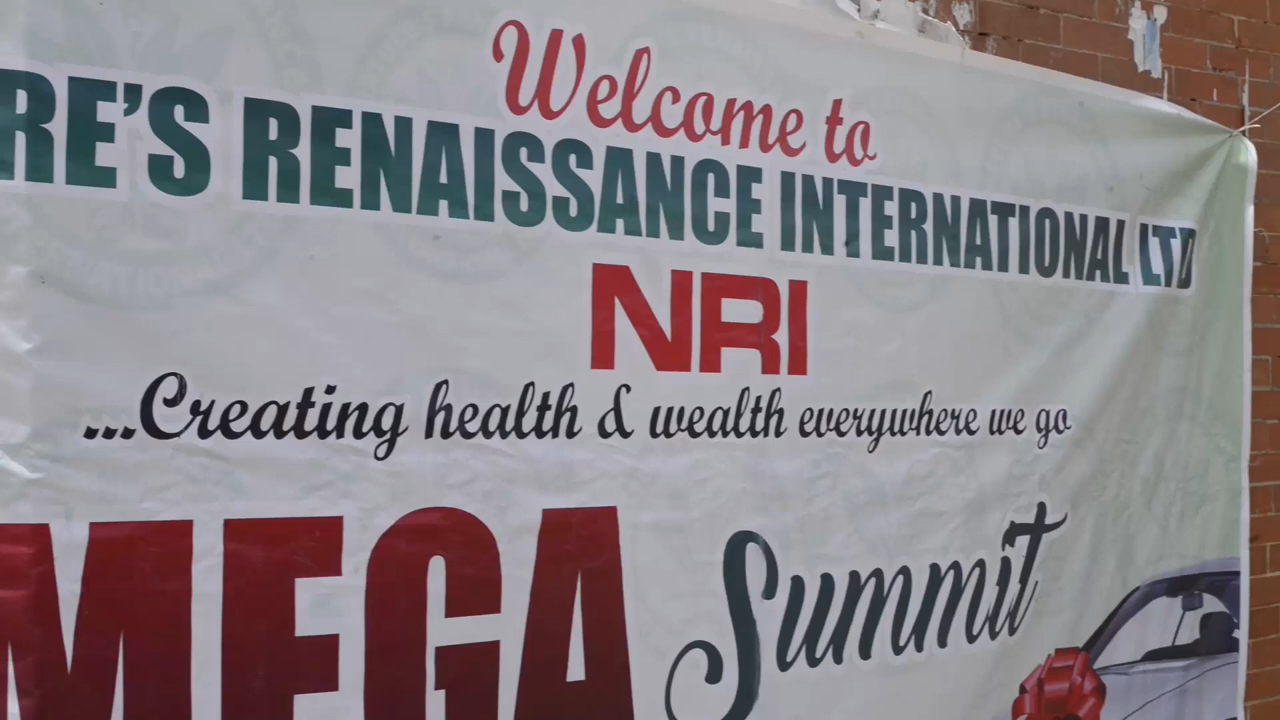 Welcome to
RE'S RENAISSANCE INTERNATIONAL LTD
NRI
...Creating health & wealth everywhere we go
MEGA Summit